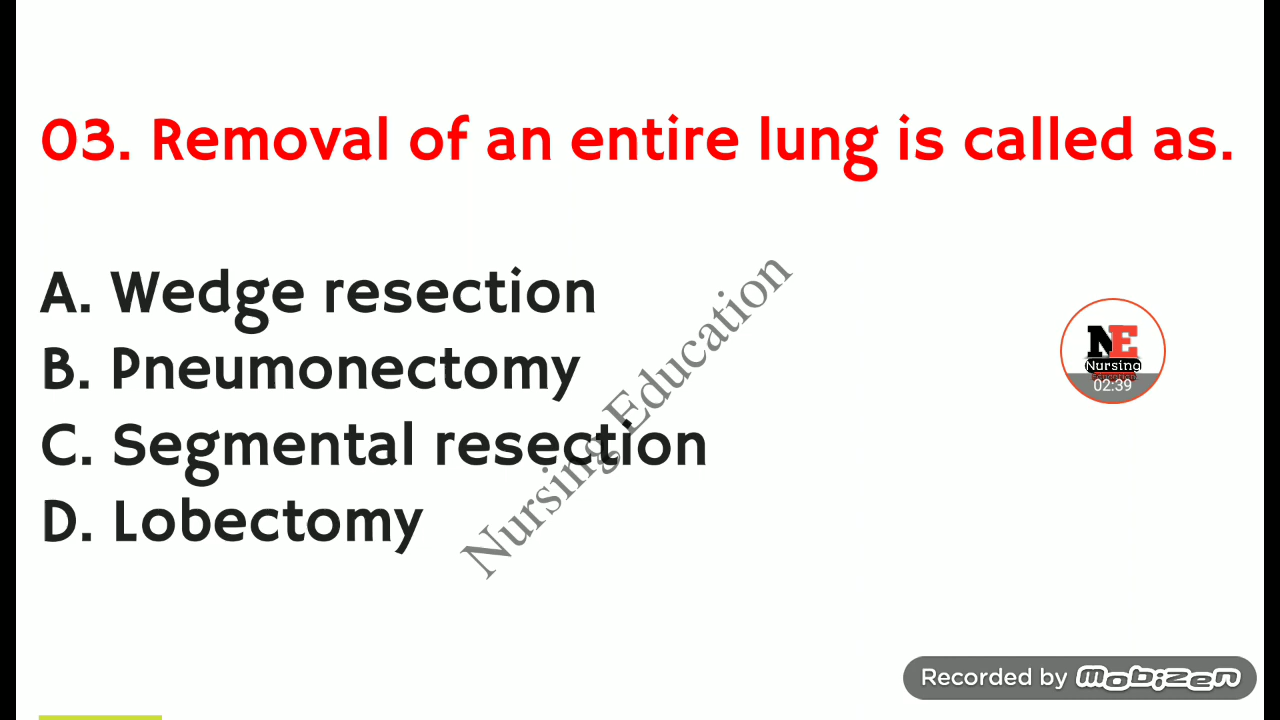 03. Removal of an entire lung is called as.
A. Wedge resection
B. Pneumonectomy
C. Segmental resection
D. Lobectomy
Nursing Education
NE
Nursing
02:39
Recorded by Mobizen